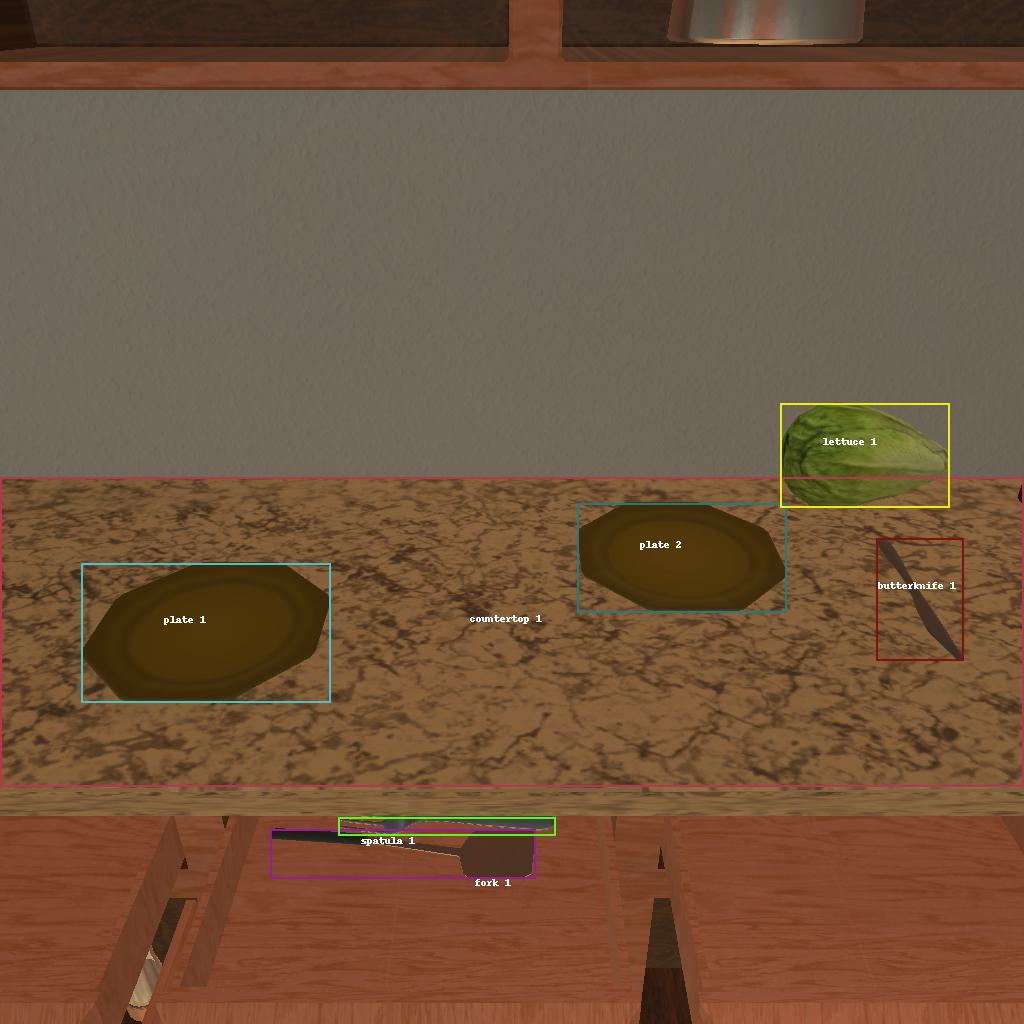 lettuce 1
plate 2
butterknife 1
plate 1
countertop 1
spatula 1
fork 1